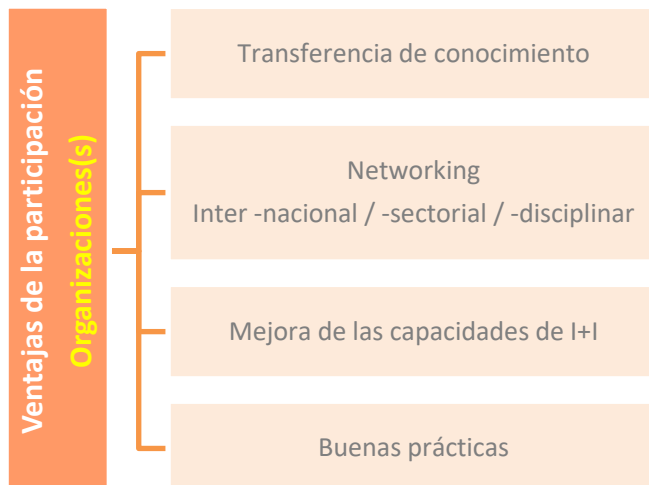 Ventajas de la participación
Organizaciones(s)
Transferencia de conocimiento
Networking
Inter -nacional / -sectorial / -disciplinar
Mejora de las capacidades de I+I
Buenas prácticas